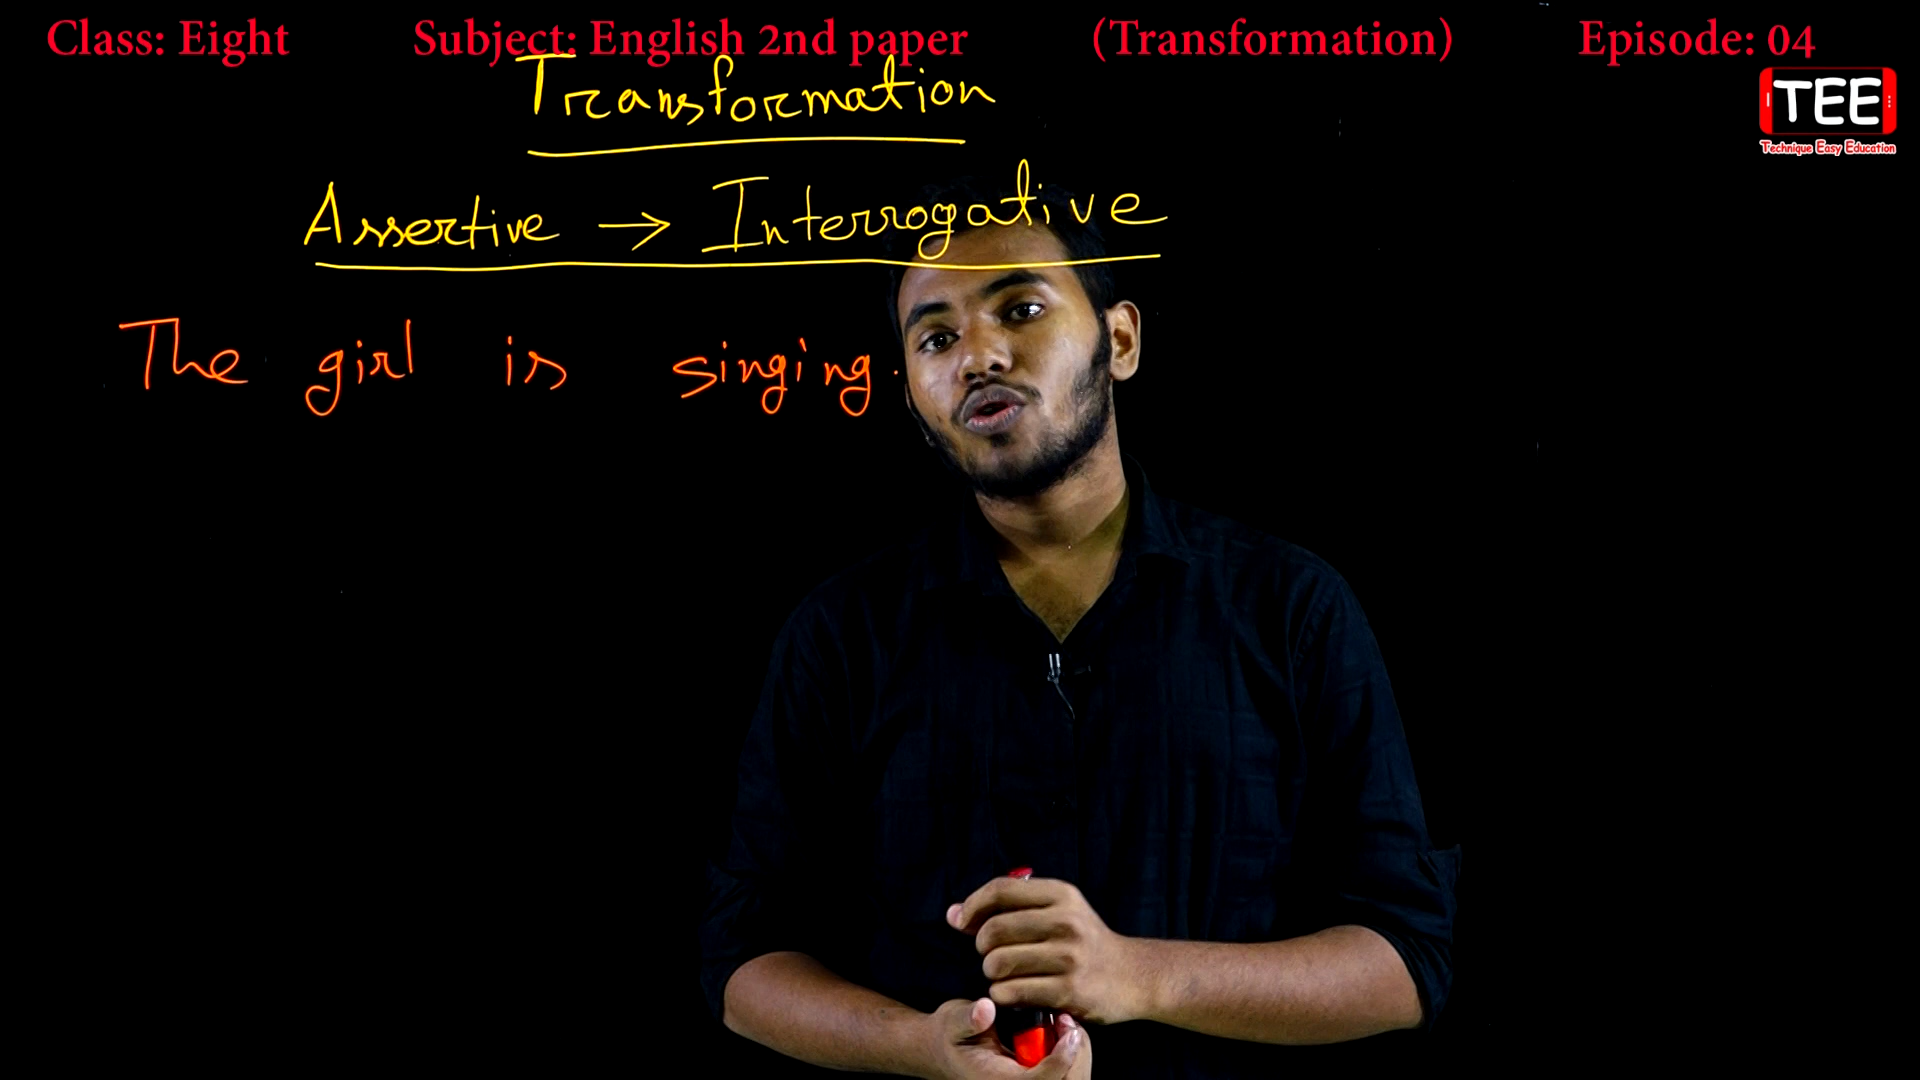 Class: Eight Subject: English 2nd paper (Transformation) Episode: 04
TEE
Technique Easy Education
Transformation
Assertive → Interrogative
The girl is singing.